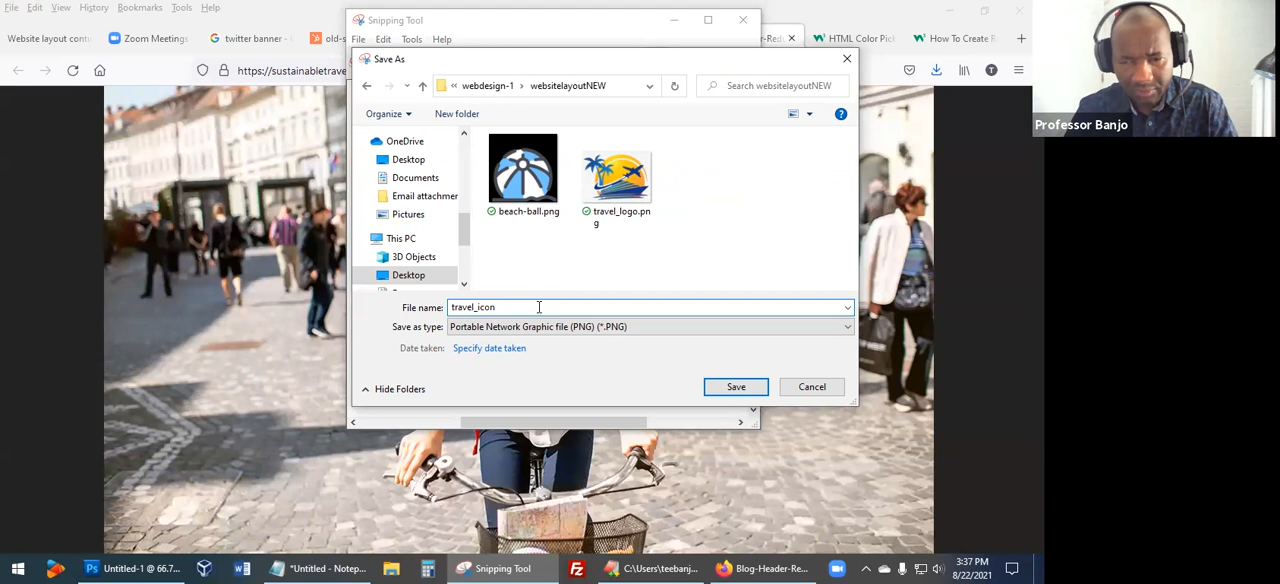 File Edit View History Bookmarks Tools Help
Snipping Tool
File Edit Tools Help
Website layout cont
Zoom Meetings
twitter banner -
old-s
r-Redu
HTML Color Pick
How To Create R
https://sustainabletrave
T
Save As
webdesign-1 › websitelayoutNEW
Search websitelayoutNEW
Organize
New folder
OneDrive
Desktop
Documents
Email attachmen
Pictures
This PC
3D Objects
Desktop
beach-ball.png
travel_logo.pn
g
File name: travel_icon
Save as type: Portable Network Graphic file (PNG) (*.PNG)
Date taken: Specify date taken
Hide Folders
Save
Cancel
Professor Banjo
Ps Untitled-1 @ 66.7...
*Untitled - Notep...
Snipping Tool
Fz
C:\Users\teebanj...
Blog-Header-Re...
3:37 PM
8/22/2021